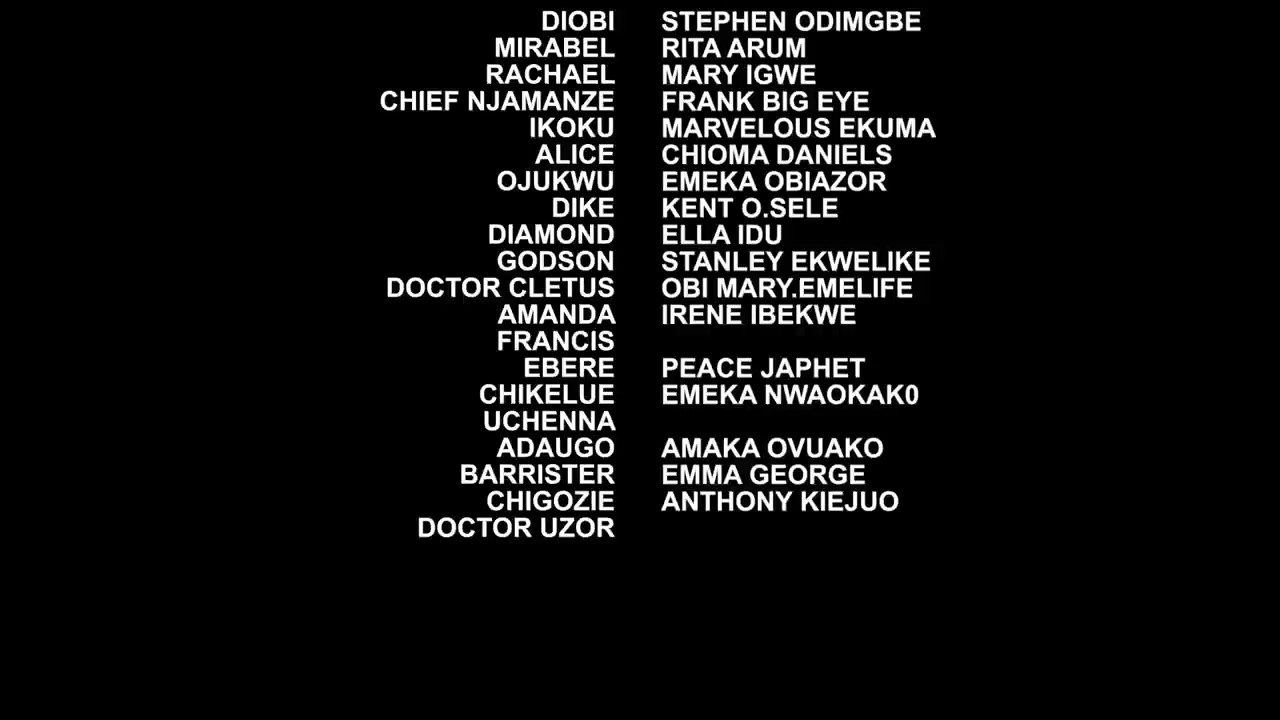 DIOBI STEPHEN ODIMGBE
MIRABEL RITA ARUM
RACHAEL MARY IGWE
CHIEF NJAMANZE FRANK BIG EYE
IKOKU MARVELOUS EKUMA
ALICE CHIOMA DANIELS
OJUKWU EMEKA OBIAZOR
DIKE KENT O.SELE
DIAMOND ELLA IDU
GODSON STANLEY EKWELIKE
DOCTOR CLETUS OBI MARY.EMELIFE
AMANDA IRENE IBEKWE
FRANCIS
EBERE PEACE JAPHET
CHIKELUE EMEKA NWAOKAK0
UCHENNA
ADAUGO AMAKA OVUAKO
BARRISTER EMMA GEORGE
CHIGOZIE ANTHONY KIEJUO
DOCTOR UZOR